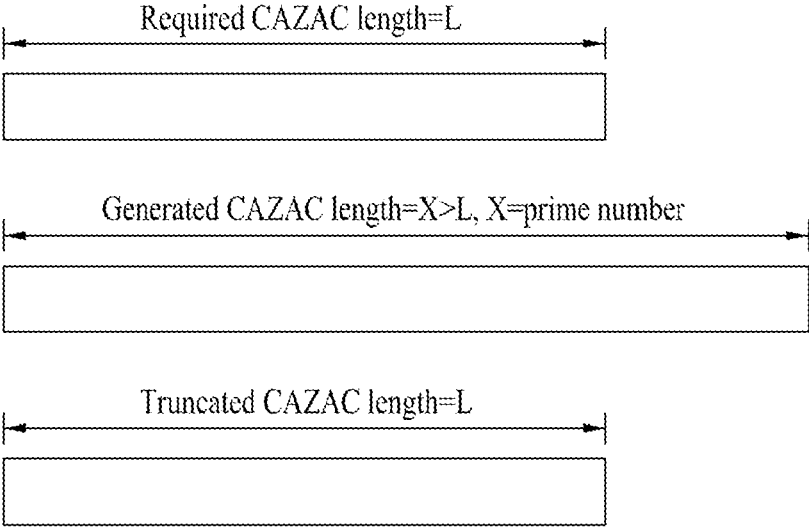 Required CAZAC length=L
Generated CAZAC length=X>L, X=prime number
Truncated CAZAC length=L